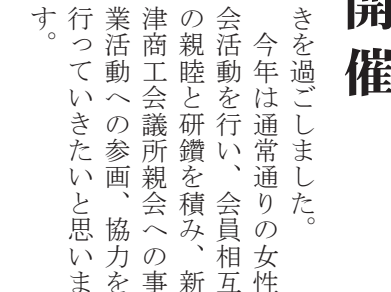 開催
きを過ごしました。
今年は通常通りの女性
会活動を行い、会員相互
の親睦と研鑽を積み、新
津商工会議所親会への事
業活動への参画、協力を
行っていきたいと思いま
す。